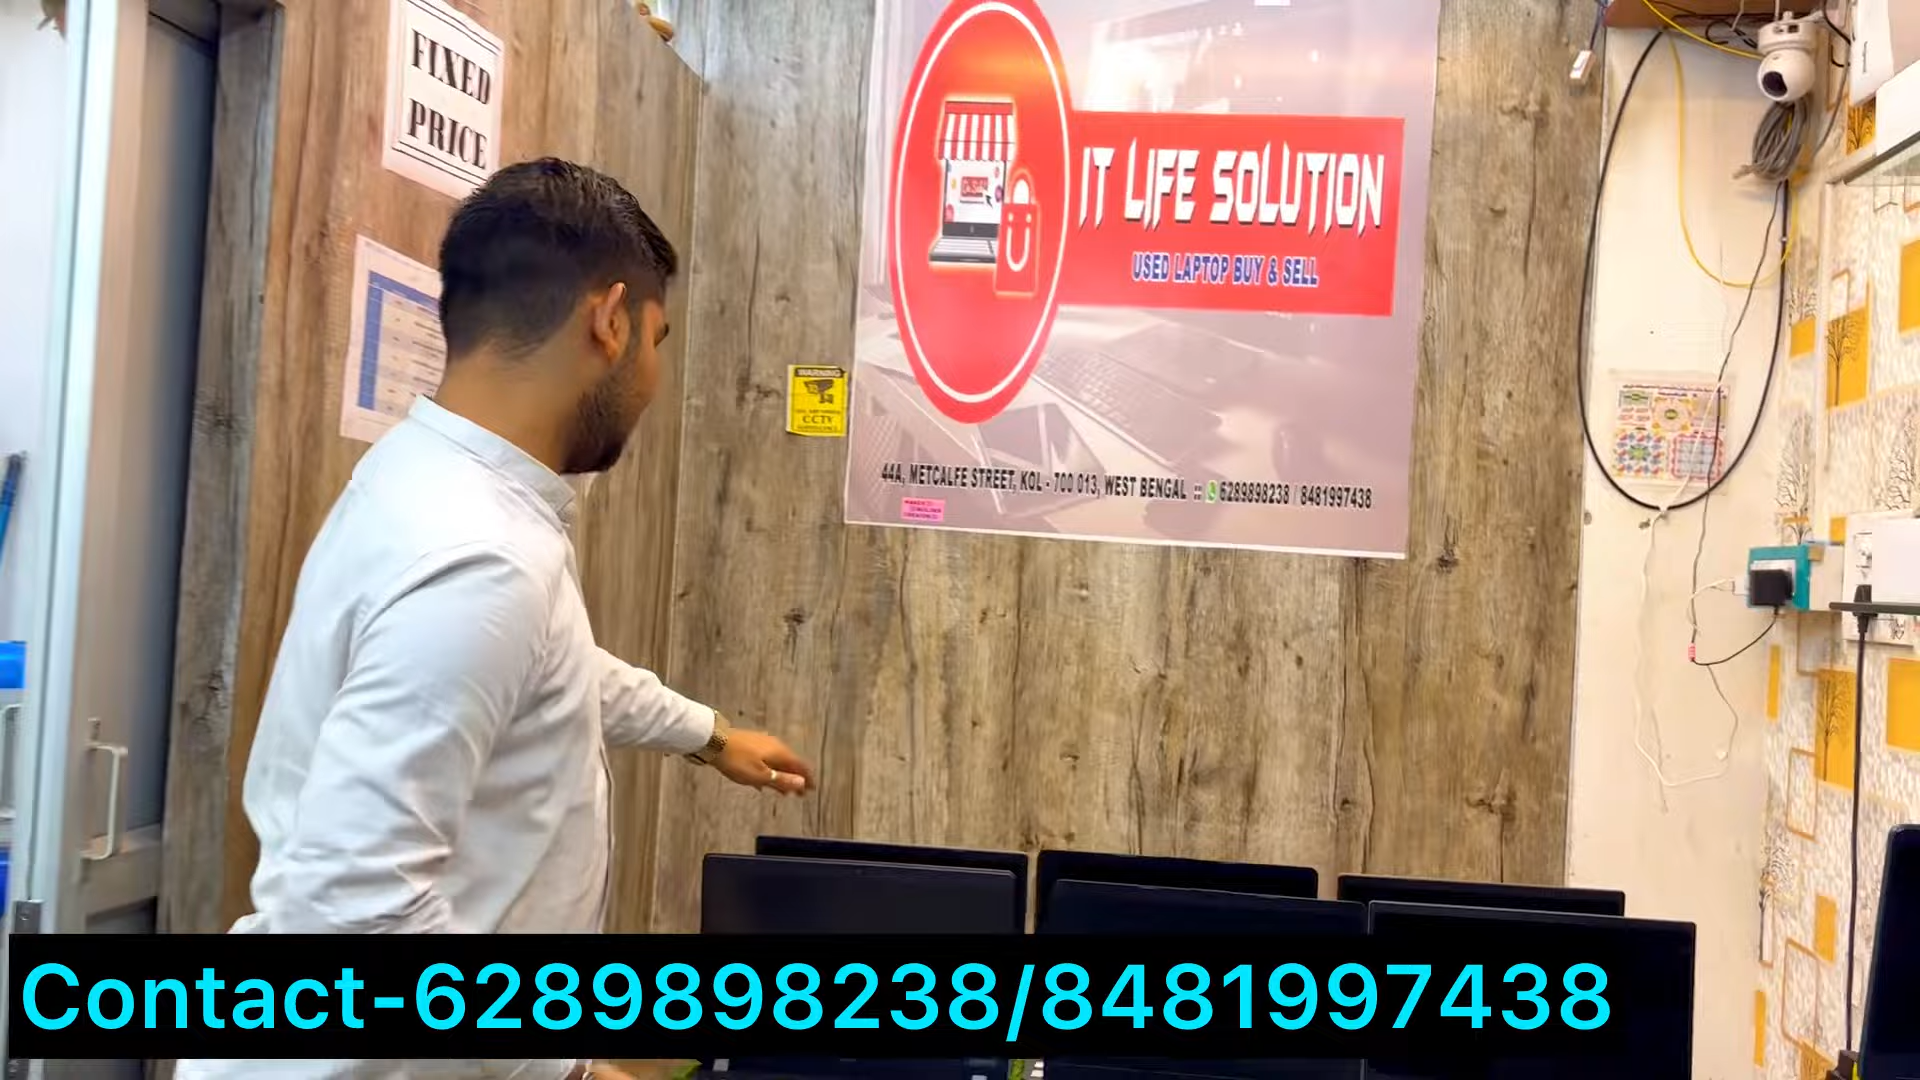 FIXED
PRICE
IT LIFE SOLUTION
USED LAPTOP BUY & SELL
WARNING
CCTV
44A, METCALFE STREET, KOL - 700 013, WEST BENGAL :: 6289898238 / 8481997438
Contact-6289898238/8481997438